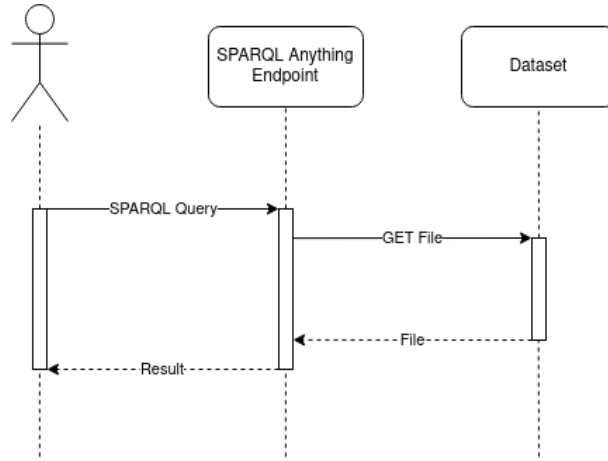 SPARQL Anything
Endpoint
Dataset
SPARQL Query
GET File
File
Result